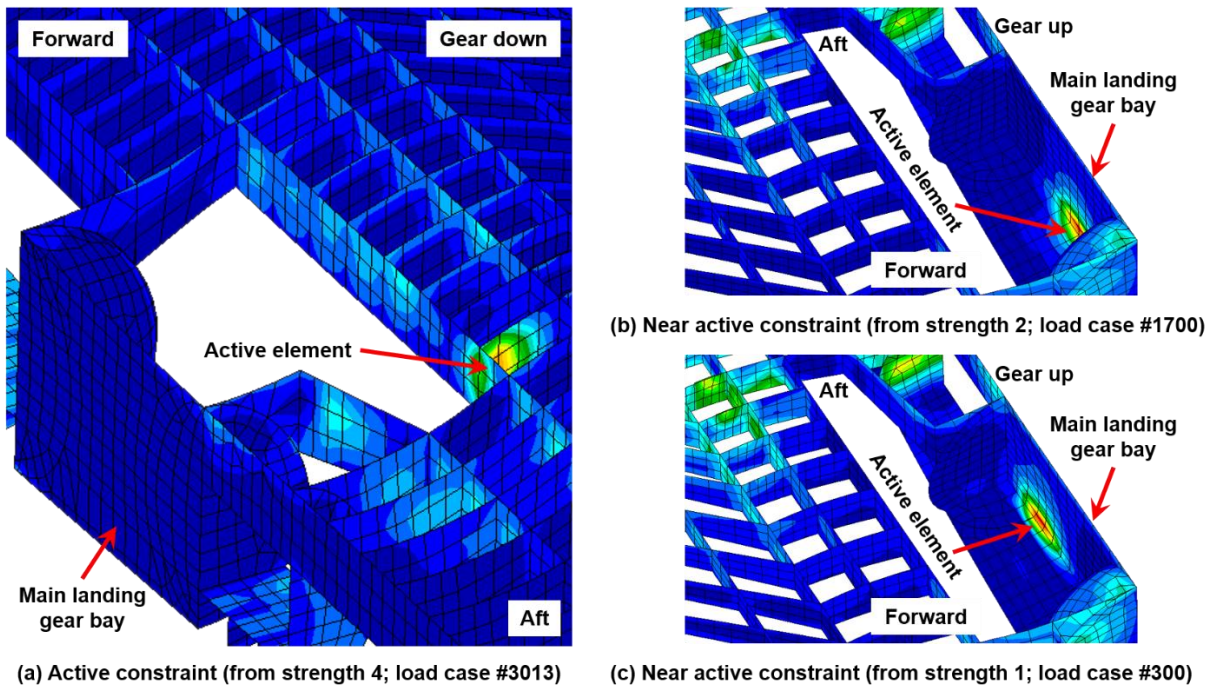 Forward
Gear down
Active element
Main landing
gear bay
Aft
(a) Active constraint (from strength 4; load case #3013)
Aft
Gear up
Main landing
gear bay
Active element
Forward
(b) Near active constraint (from strength 2; load case #1700)
Aft
Gear up
Main landing
gear bay
Active element
Forward
(c) Near active constraint (from strength 1; load case #300)